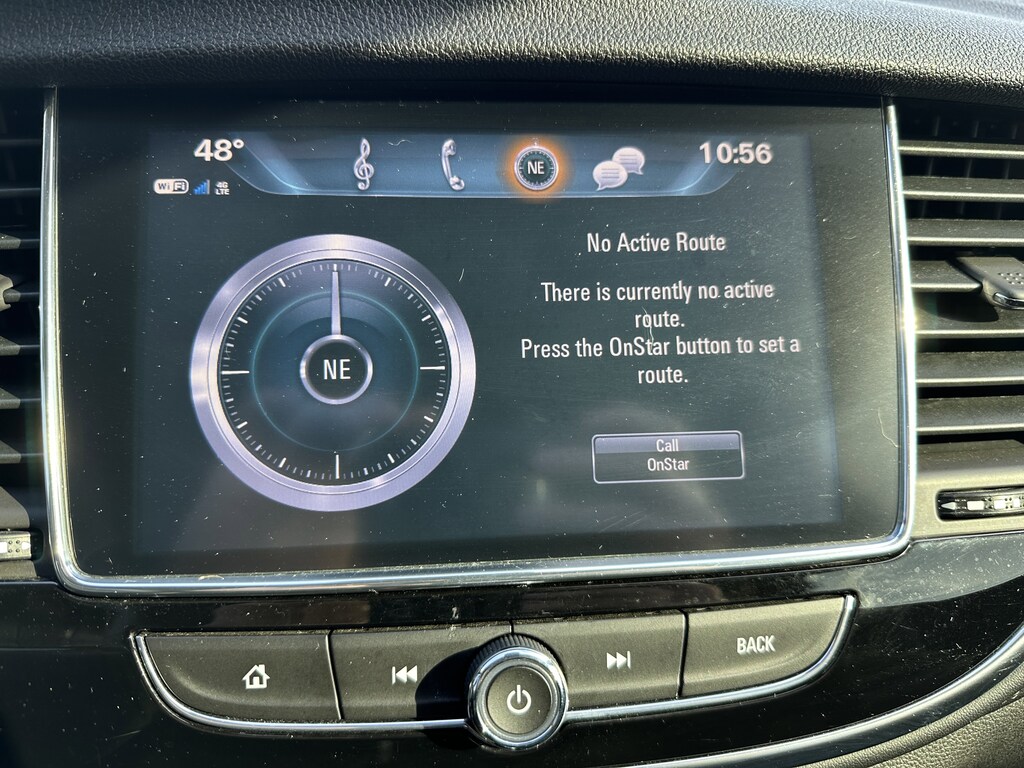 48°
NE
10:56
WiFi
4G
LTE
No Active Route
There is currently no active
route.
Press the OnStar button to set a
route.
NE
Call
OnStar
BACK